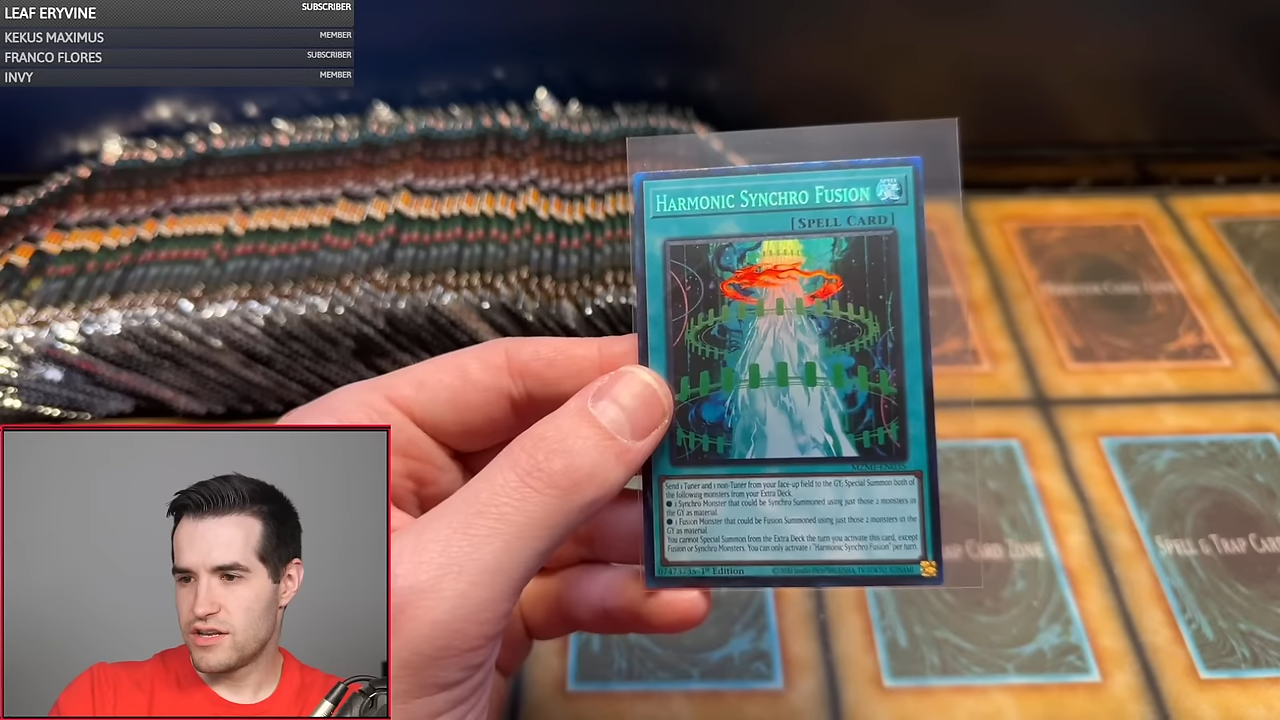 LEAF ERYVINE SUBSCRIBER
KEKUS MAXIMUS MEMBER
FRANCO FLORES SUBSCRIBER
INVY MEMBER
HARMONIC SYNCHRO FUSION
[SPELL CARD]
Send 1 Tuner and 1 non-Tuner from your face-up field to the GY; Special Summon both of
the following monsters from your Extra Deck.
● 1 Synchro Monster that could be Synchro Summoned using just those 2 monsters in
the GY as material.
● 1 Fusion Monster that could be Fusion Summoned using just those 2 monsters in the
GY as material.
You cannot Special Summon from the Extra Deck the turn you activate this card, except
Fusion or Synchro Monsters. You can only activate 1 "Harmonic Synchro Fusion" per turn.
1st Edition
CARD ZONE
SPELL & TRAP CARD